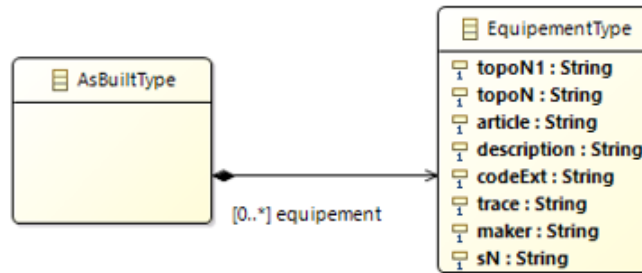 AsBuiltType
[0..*] equipement
EquipementType
topoN1 : String
topoN : String
article : String
description : String
codeExt : String
trace : String
maker : String
sN : String